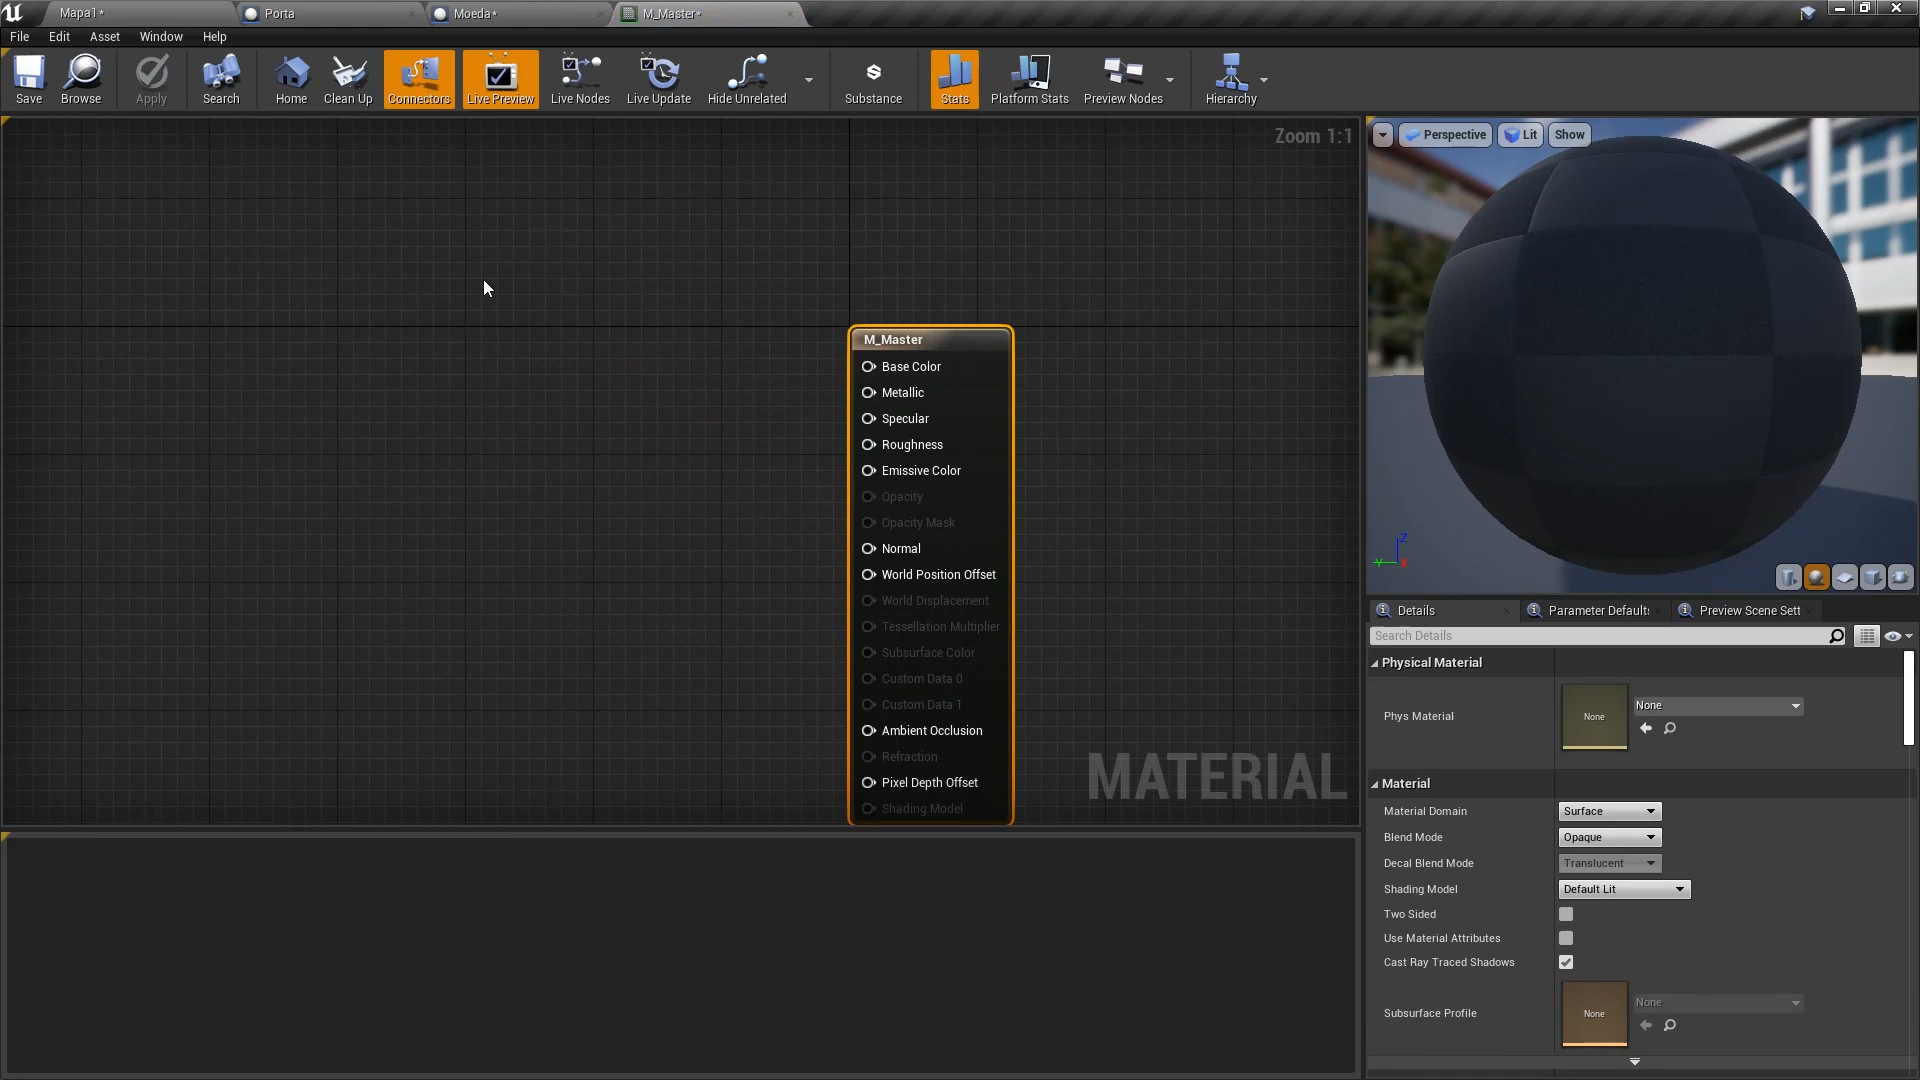 Mapa1*
Porta
Moeda*
M_Master*
File Edit Asset Window Help
Save Browse Apply Search Home Clean Up Connectors Live Preview Live Nodes Live Update Hide Unrelated Substance Stats Platform Stats Preview Nodes Hierarchy
Zoom 1:1
M_Master
Base Color
Metallic
Specular
Roughness
Emissive Color
Opacity
Opacity Mask
Normal
World Position Offset
World Displacement
Tessellation Multiplier
Subsurface Color
Custom Data 0
Custom Data 1
Ambient Occlusion
Refraction
Pixel Depth Offset
Shading Model
MATERIAL
Perspective Lit Show
Z
Y
X
Details Parameter Defaults Preview Scene Sett
Search Details
Physical Material
Phys Material None None
Material
Material Domain Surface
Blend Mode Opaque
Decal Blend Mode Translucent
Shading Model Default Lit
Two Sided
Use Material Attributes
Cast Ray Traced Shadows
Subsurface Profile None None